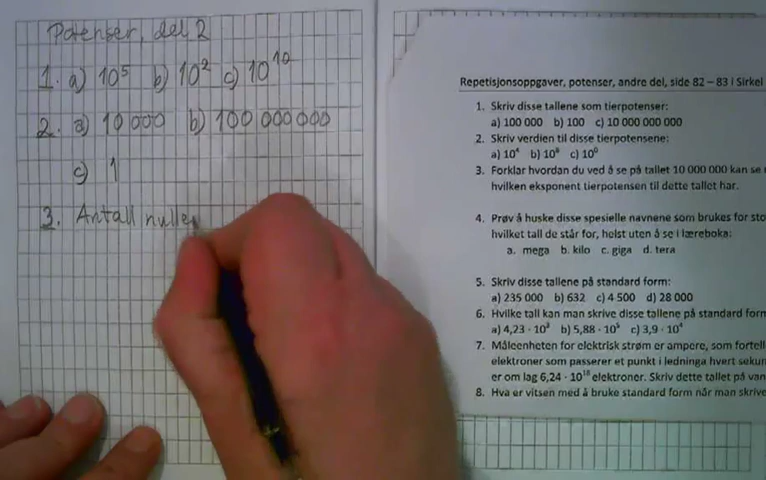 Potenser, del 2
1. a) 10⁵ b) 10² c) 10¹⁰
2. a) 10 000 b) 100 000 000
c) 1
3. Antall nuller
Repetisjonsoppgaver, potenser, andre del, side 82 – 83 i Sirkel
1. Skriv disse tallene som tierpotenser:
a) 100 000 b) 100 c) 10 000 000 000
2. Skriv verdien til disse tierpotensene:
a) 10⁴ b) 10⁸ c) 10⁰
3. Forklar hvordan du ved å se på tallet 10 000 000 kan se
hvilken eksponent tierpotensen til dette tallet har.
4. Prøv å huske disse spesielle navnene som brukes for sto
hvilket tall de står for, helst uten å se i læreboka:
a. mega b. kilo c. giga d. tera
5. Skriv disse tallene på standard form:
a) 235 000 b) 632 c) 4 500 d) 28 000
6. Hvilke tall kan man skrive disse tallene på standard form
a) 4,23 · 10³ b) 5,88 · 10⁵ c) 3,9 · 10⁴
7. Måleenheten for elektrisk strøm er ampere, som fortell
elektroner som passerer et punkt i ledninga hvert sekun
er om lag 6,24 · 10¹⁸ elektroner. Skriv dette tallet på van
8. Hva er vitsen med å bruke standard form når man skrive